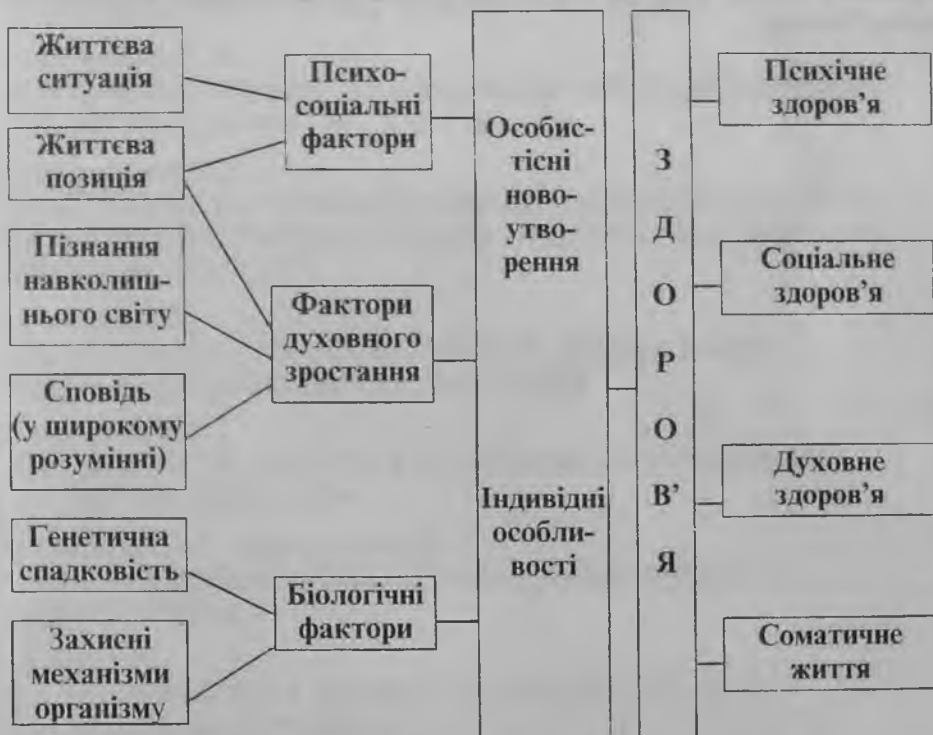 Життєва
ситуація
Життєва
позиція
Пізнання
навколиш-
нього світу
Сповідь
(у широкому
розумінні)
Генетична
спадковість
Захисні
механізми
організму
Психо-
соціальні
фактори
Фактори
духовного
зростання
Біологічні
фактори
Особис-
тісні
ново-
утво-
рення
Індивідні
особли-
вості
З
Д
О
Р
О
В’
Я
Психічне
здоров'я
Соціальне
здоров'я
Духовне
здоров'я
Соматичне
життя